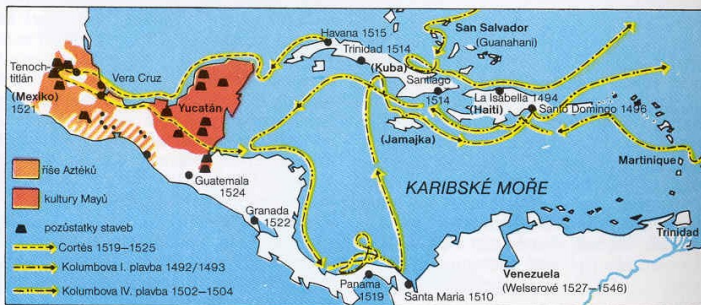 Havana 1515
Trinidad 1514
(Kuba)
San Salvador
(Guanahani)
Tenoch-
titlán
(Mexiko)
1521
Vera Cruz
Yucatán
Santiago
1514
La Isabella 1494
(Haiti)
Santo Domingo 1496
(Jamajka)
Martinique
říše Aztéků
kultury Mayů
Guatemala
1524
KARIBSKÉ MOŘE
pozůstatky staveb
Granada
1522
Cortés 1519—1525
Kolumbova I. plavba 1492/1493
Kolumbova IV. plavba 1502—1504
Panama
1519
Santa Maria 1510
Venezuela
(Welserové 1527—1546)
Trinidad